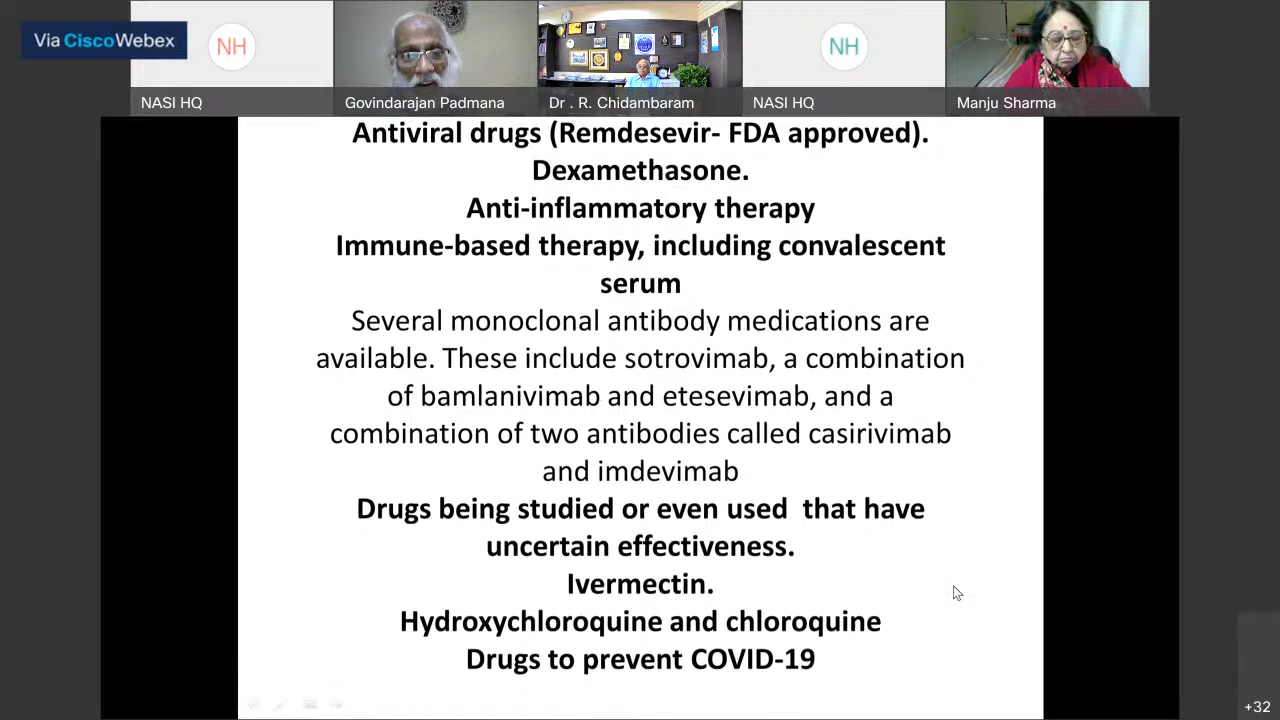 Via Cisco Webex
NH
NH
NASI HQ
Govindarajan Padmana
Dr . R. Chidambaram
NASI HQ
Manju Sharma
Antiviral drugs (Remdesevir- FDA approved).
Dexamethasone.
Anti-inflammatory therapy
Immune-based therapy, including convalescent
serum
Several monoclonal antibody medications are
available. These include sotrovimab, a combination
of bamlanivimab and etesevimab, and a
combination of two antibodies called casirivimab
and imdevimab
Drugs being studied or even used  that have
uncertain effectiveness.
Ivermectin.
Hydroxychloroquine and chloroquine
Drugs to prevent COVID-19
+32